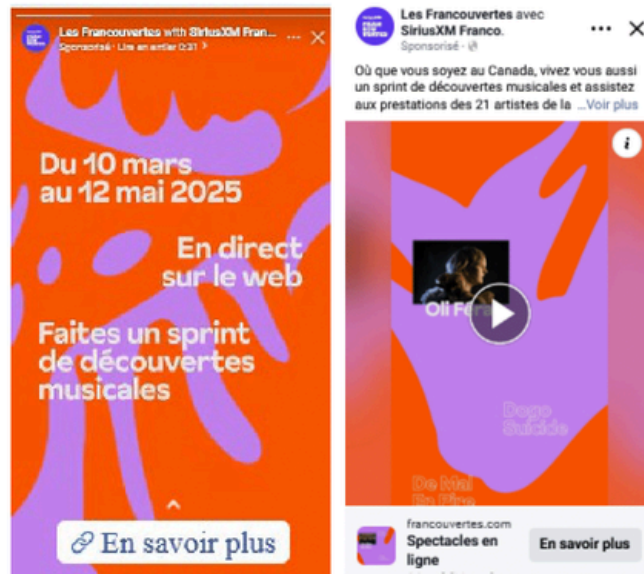 Les Francouvertes with SiriusXM Fran...
Sponsorisé · Lire en entier 0:31 >
Du 10 mars
au 12 mai 2025
En direct
sur le web
Faites un sprint
de découvertes
musicales
En savoir plus
Les Francouvertes avec
SiriusXM Franco.
Sponsorisé ·
Où que vous soyez au Canada, vivez vous aussi
un sprint de découvertes musicales et assistez
aux prestations des 21 artistes de la ...Voir plus
i
Oli Féra
Dogo
Suicide
De Mal
En Pire
francouvertes.com
Spectacles en
ligne
En savoir plus